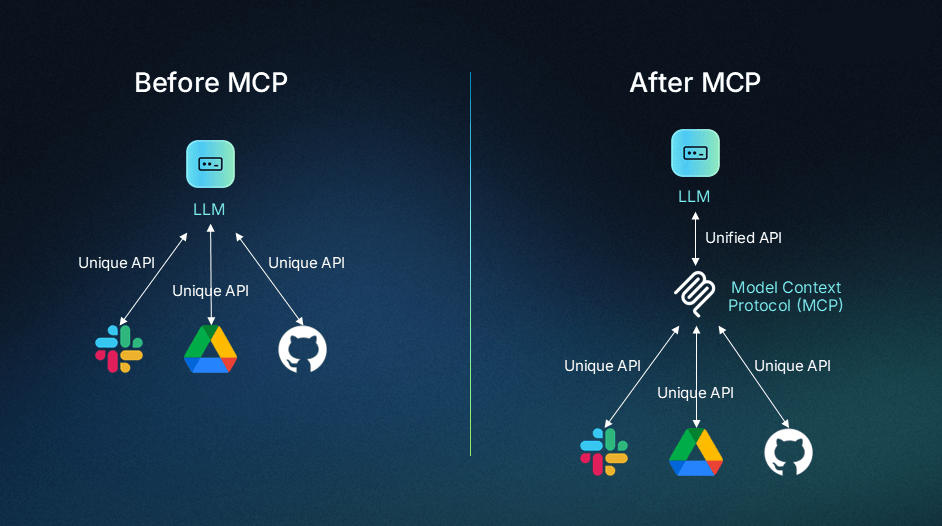 Before MCP
LLM
Unique API
Unique API
Unique API
After MCP
LLM
Unified API
Model Context
Protocol (MCP)
Unique API
Unique API
Unique API